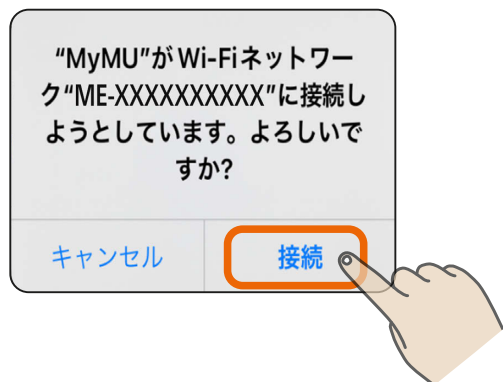 “MyMU”がWi-Fiネットワー
ク“ME-XXXXXXXXXX”に接続し
ようとしています。よろしいで
すか?
キャンセル
接続